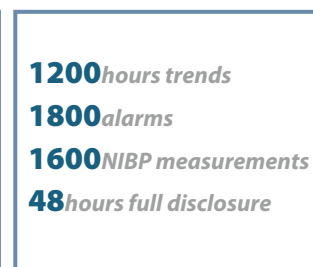 1200hours trends
1800alarms
1600NIBP measurements
48hours full disclosure